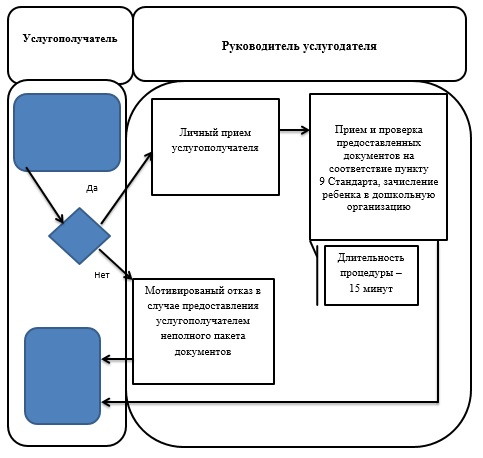 Услугополучатель
Руководитель услугодателя
Личный прием
услугополучателя
Прием и проверка
предоставленных
документов на
соответствие пункту
9 Стандарта, зачисление
ребенка в дошкольную
организацию
Да
Длительность
процедуры –
15 минут
Нет
Мотивированый отказ в
случае предоставления
услугополучателем
неполного пакета
документов